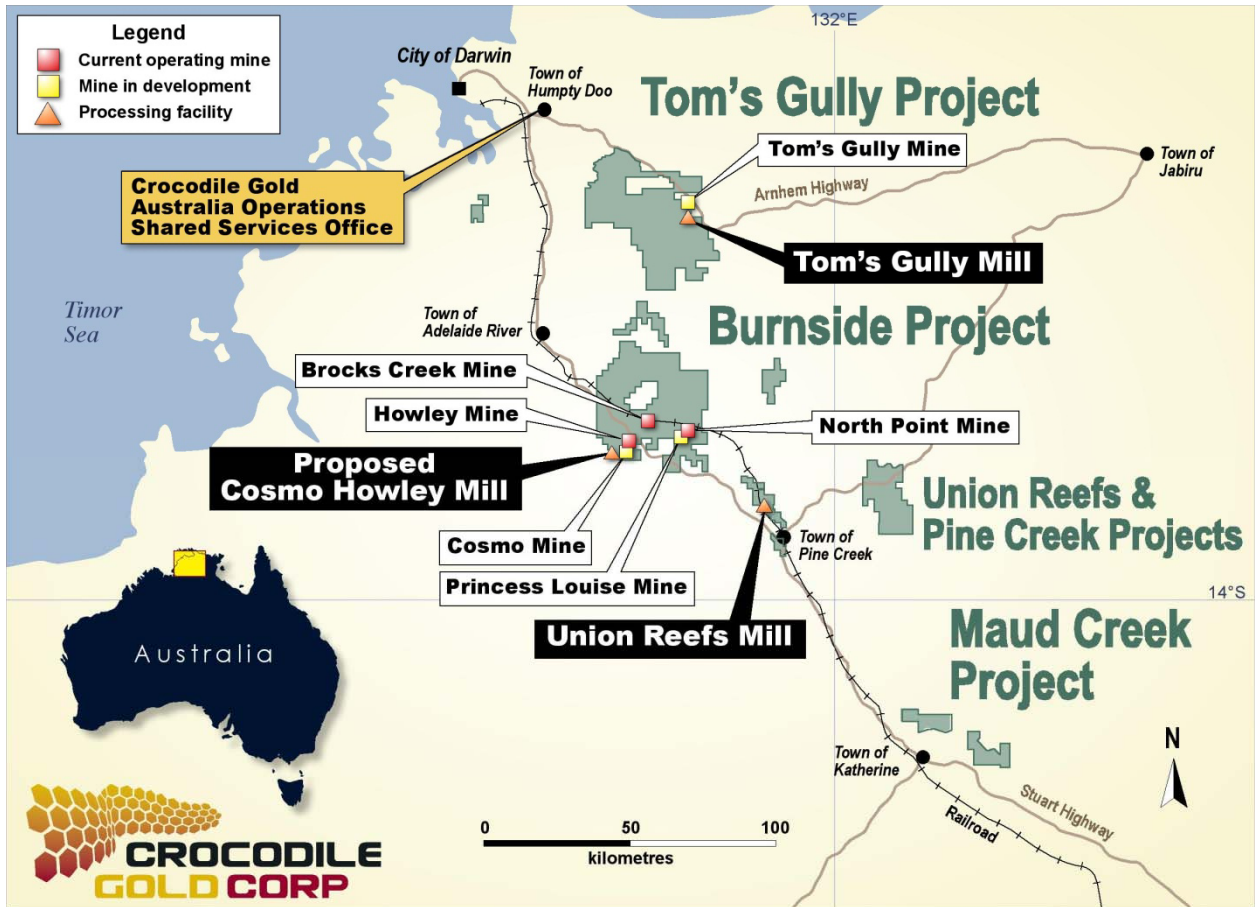 Legend
Current operating mine
Mine in development
Processing facility
132°E
City of Darwin
Town of
Humpty Doo
Tom's Gully Project
Tom's Gully Mine
Town of
Jabiru
Arnhem Highway
Crocodile Gold
Australia Operations
Shared Services Office
Tom's Gully Mill
Timor
Sea
Town of
Adelaide River
Burnside Project
Brocks Creek Mine
Howley Mine
North Point Mine
Proposed
Cosmo Howley Mill
Union Reefs &
Pine Creek Projects
Cosmo Mine
Town of
Pine Creek
Princess Louise Mine
14°S
Union Reefs Mill
Maud Creek
Project
Australia
N
Town of
Katherine
Stuart Highway
Railroad
0 50 100
kilometres
CROCODILE
GOLD CORP